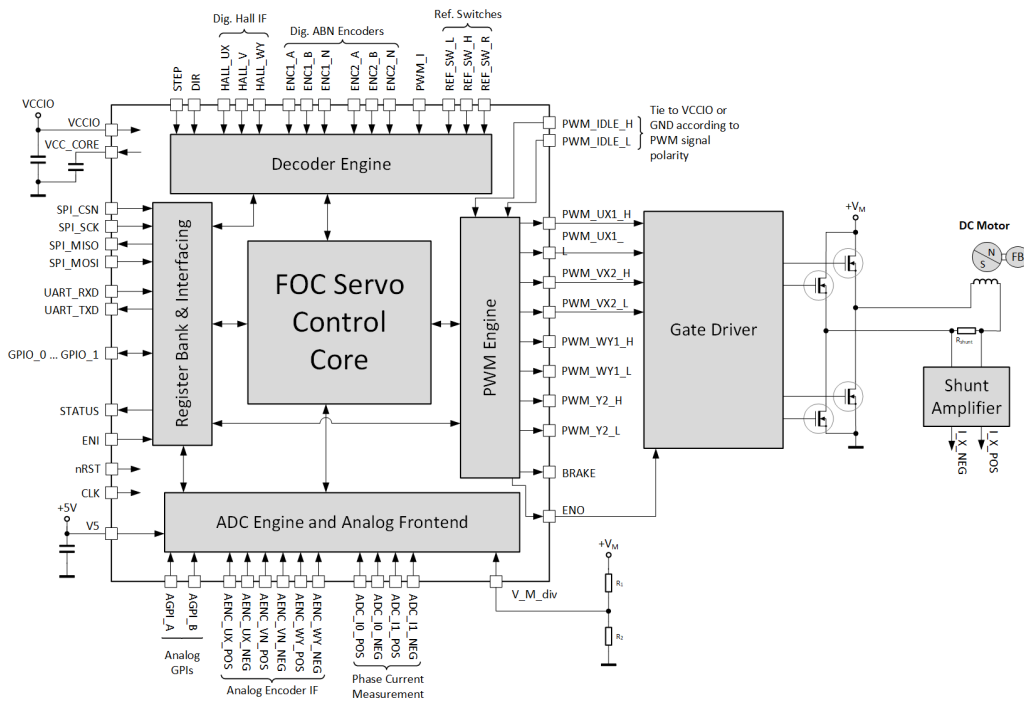 Dig. Hall IF
Dig. ABN Encoders
Ref. Switches
STEP
DIR
HALL_UX
HALL_V
HALL_WY
ENC1_A
ENC1_B
ENC1_N
ENC2_A
ENC2_B
ENC2_N
PWM_I
REF_SW_L
REF_SW_H
REF_SW_R
VCCIO
VCCIO
VCC_CORE
Decoder Engine
PWM_IDLE_H
PWM_IDLE_L
Tie to VCCIO or
GND according to
PWM signal
polarity
SPI_CSN
SPI_SCK
SPI_MISO
SPI_MOSI
UART_RXD
UART_TXD
GPIO_0 ... GPIO_1
STATUS
ENI
nRST
CLK
+5V
V5
Register Bank & Interfacing
FOC Servo
Control
Core
PWM Engine
PWM_UX1_H
PWM_UX1_
L
PWM_VX2_H
PWM_VX2_L
PWM_WY1_H
PWM_WY1_L
PWM_Y2_H
PWM_Y2_L
BRAKE
ENO
Gate Driver
+VM
DC Motor
N
S
FB
Rshunt
Shunt
Amplifier
I_X_NEG
I_X_POS
ADC Engine and Analog Frontend
+VM
R1
R2
V_M_div
AGPI_A
AGPI_B
AENC_UX_POS
AENC_UX_NEG
AENC_VN_POS
AENC_VN_NEG
AENC_WY_POS
AENC_WY_NEG
ADC_I0_POS
ADC_I0_NEG
ADC_I1_POS
ADC_I1_NEG
Analog
GPIs
Analog Encoder IF
Phase Current
Measurement